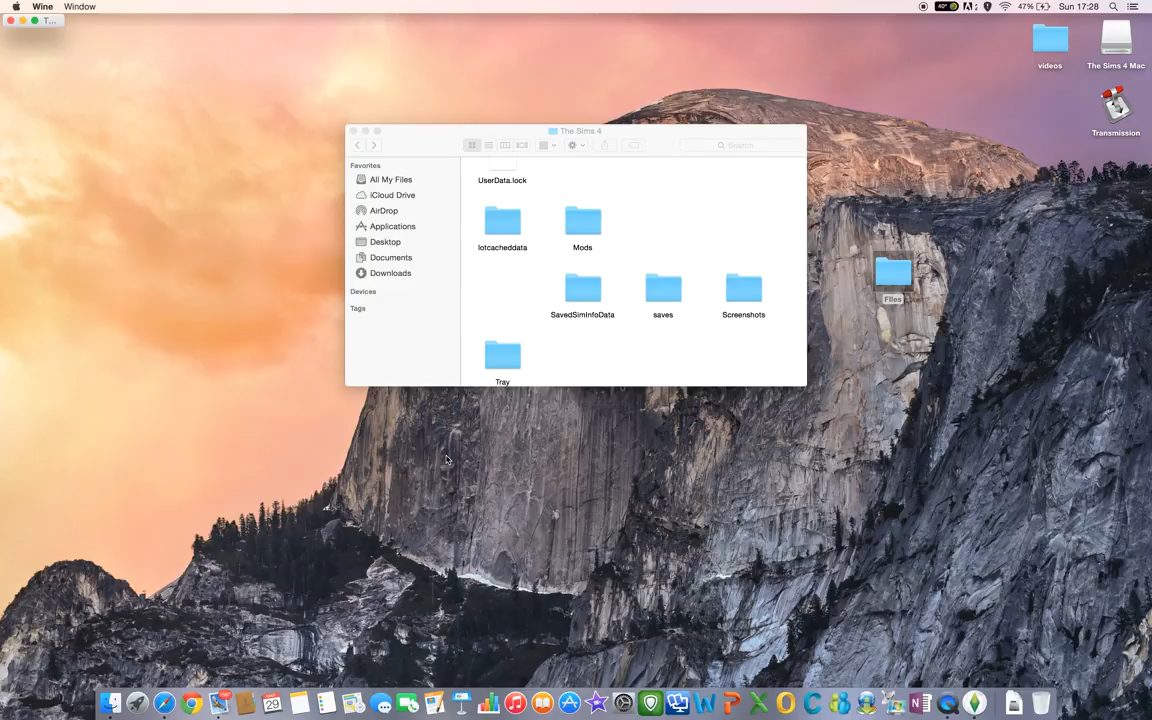 Wine Window
40° 47% Sun 17:28
T...
videos
The Sims 4 Mac
Transmission
The Sims 4
Search
Favorites
All My Files
iCloud Drive
AirDrop
Applications
Desktop
Documents
Downloads
Devices
Tags
UserData.lock
lotcacheddata
Mods
SavedSimInfoData
saves
Screenshots
Tray
Files
29